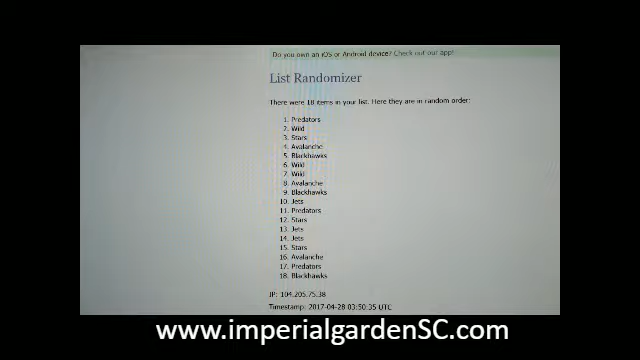 Do you own an iOS or Android device? Check out our app!
List Randomizer
There were 18 items in your list. Here they are in random order:
1. Predators
2. Wild
3. Stars
4. Avalanche
5. Blackhawks
6. Wild
7. Wild
8. Avalanche
9. Blackhawks
10. Jets
11. Predators
12. Stars
13. Jets
14. Jets
15. Stars
16. Avalanche
17. Predators
18. Blackhawks
IP: 104.205.75.38
Timestamp: 2017-04-28 03:50:35 UTC
www.imperialgardenSC.com